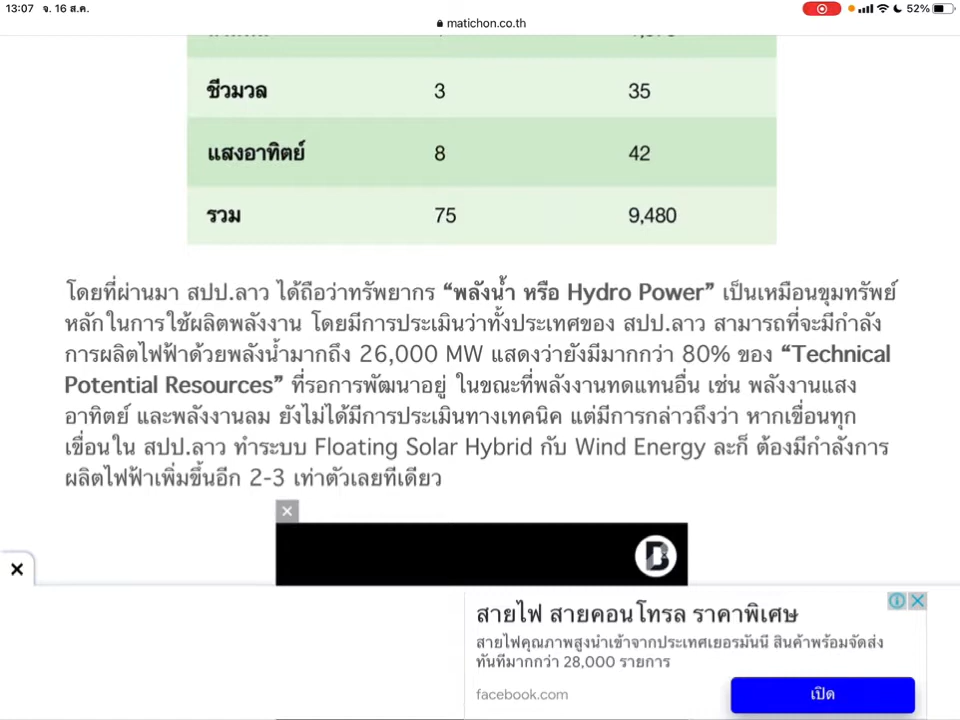 13:07 จ. 16 ส.ค. 52%
matichon.co.th
ชีวมวล 3 35
แสงอาทิตย์ 8 42
รวม 75 9,480
โดยที่ผ่านมา สปป.ลาว ได้ถือว่าทรัพยากร “พลังน้ำ หรือ Hydro Power” เป็นเหมือนขุมทรัพย์
หลักในการใช้ผลิตพลังงาน โดยมีการประเมินว่าทั้งประเทศของ สปป.ลาว สามารถที่จะมีกำลัง
การผลิตไฟฟ้าด้วยพลังน้ำมากถึง 26,000 MW แสดงว่ายังมีมากกว่า 80% ของ “Technical
Potential Resources” ที่รอการพัฒนาอยู่ ในขณะที่พลังงานทดแทนอื่น เช่น พลังงานแสง
อาทิตย์ และพลังงานลม ยังไม่ได้มีการประเมินทางเทคนิค แต่มีการกล่าวถึงว่า หากเขื่อนทุก
เขื่อนใน สปป.ลาว ทำระบบ Floating Solar Hybrid กับ Wind Energy ละก็ ต้องมีกำลังการ
ผลิตไฟฟ้าเพิ่มขึ้นอีก 2-3 เท่าตัวเลยทีเดียว
สายไฟ สายคอนโทรล ราคาพิเศษ
สายไฟคุณภาพสูงนำเข้าจากประเทศเยอรมันนี สินค้าพร้อมจัดส่ง
ทันทีมากกว่า 28,000 รายการ
facebook.com
เปิด